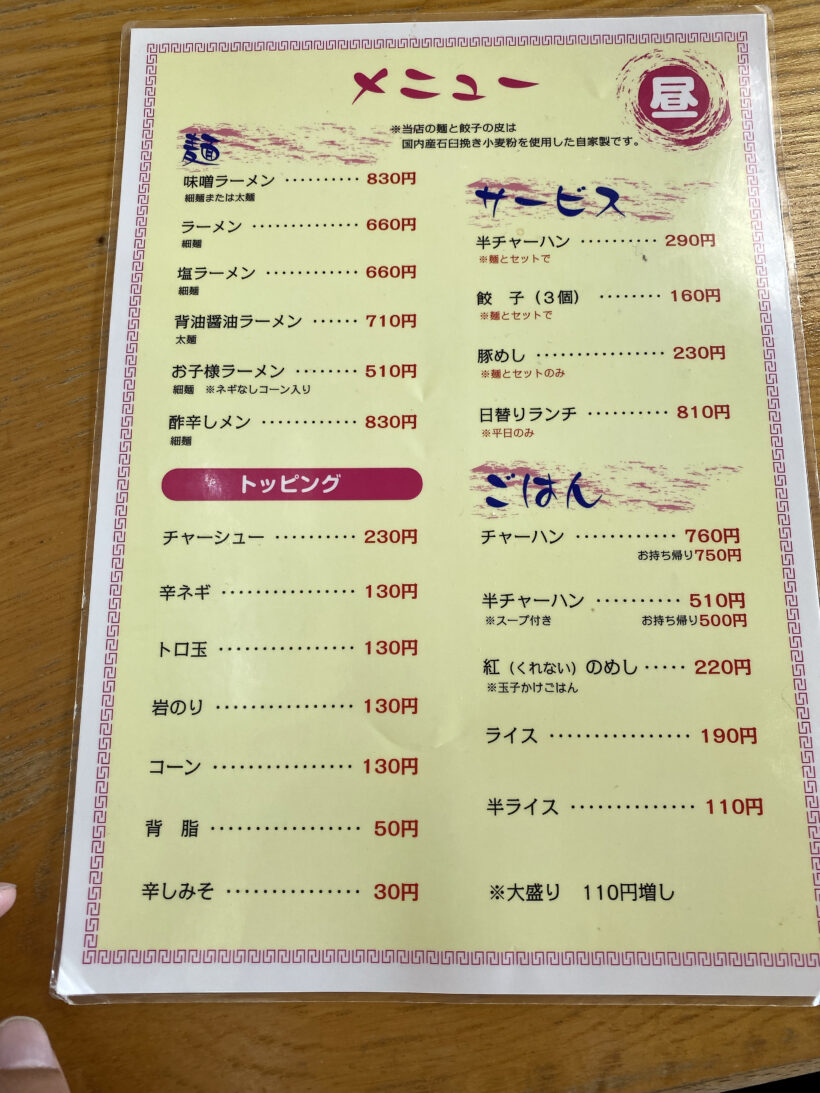 メニュー
昼
※当店の麺と餃子の皮は
国内産石臼挽き小麦粉を使用した自家製です。
麺
味噌ラーメン ·········· 830円
細麺または太麺
ラーメン ·············· 660円
細麺
塩ラーメン ············ 660円
細麺
背油醤油ラーメン ······ 710円
太麺
お子様ラーメン ········ 510円
細麺 ※ネギなしコーン入り
酢辛しメン ············ 830円
細麺
トッピング
チャーシュー ·········· 230円
辛ネギ ················ 130円
トロ玉 ················ 130円
岩のり ················ 130円
コーン ················ 130円
背 脂 ················· 50円
辛しみそ ··············· 30円
サービス
半チャーハン ·········· 290円
※麺とセットで
餃 子（３個） ········ 160円
※麺とセットで
豚めし ················ 230円
※麺とセットのみ
日替りランチ ·········· 810円
※平日のみ
ごはん
チャーハン ············ 760円
お持ち帰り750円
半チャーハン ·········· 510円
※スープ付き お持ち帰り500円
紅（くれない）のめし ····· 220円
※玉子かけごはん
ライス ················ 190円
半ライス ·············· 110円
※大盛り 110円増し